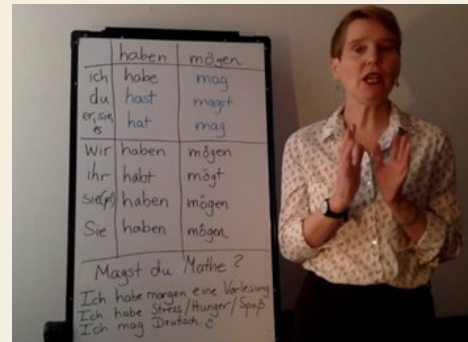 haben mögen
ich habe mag
du hast magst
er, sie, es hat mag
Wir haben mögen
ihr habt mögt
sie(pl) haben mögen
Sie haben mögen
Magst du Mathe?
Ich habe morgen eine Vorlesung
Ich habe Stress/Hunger/Spaß
Ich mag Deutsch.